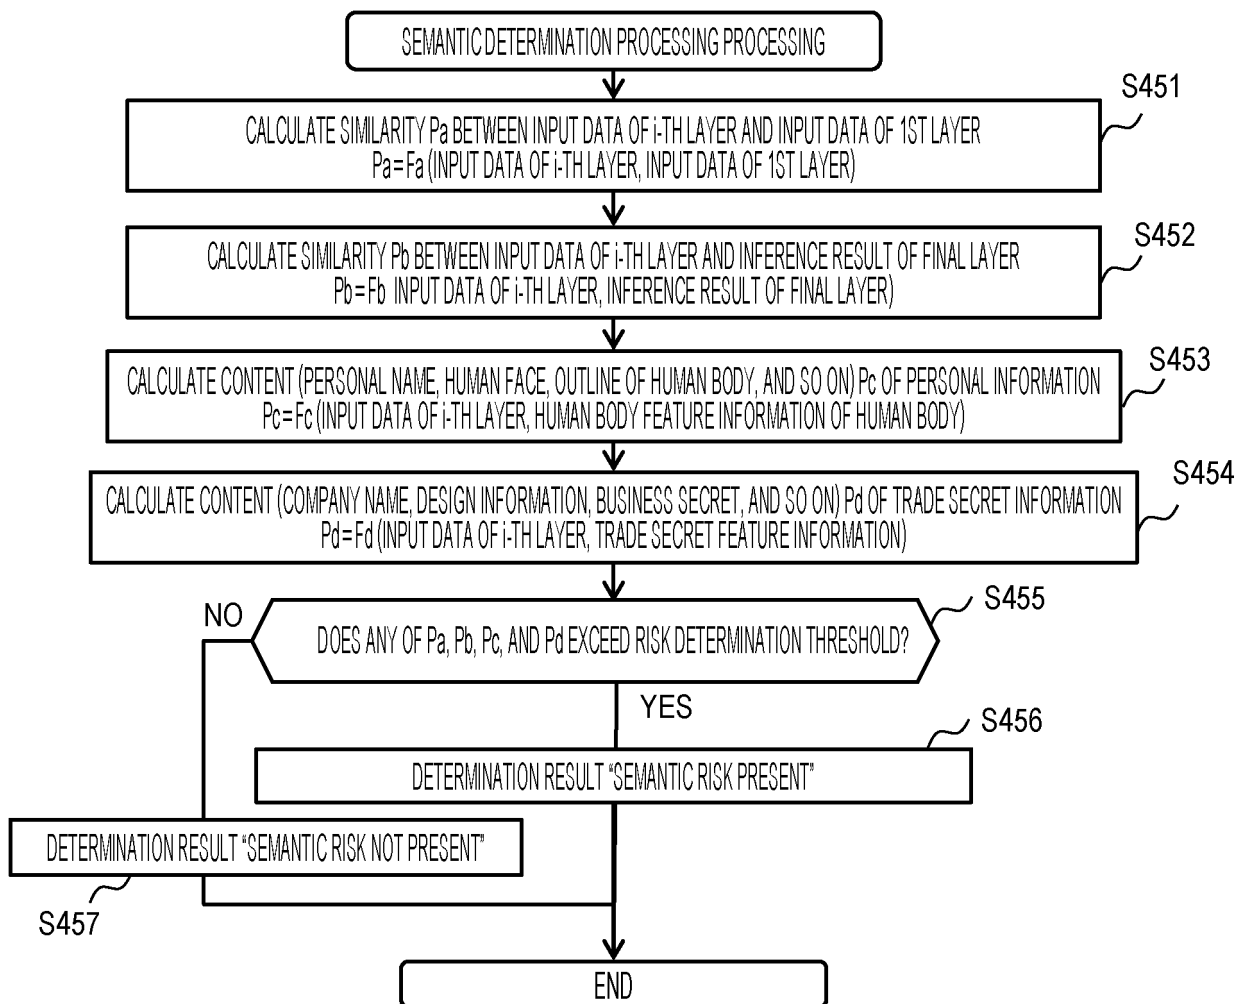 SEMANTIC DETERMINATION PROCESSING PROCESSING
S451
CALCULATE SIMILARITY Pa BETWEEN INPUT DATA OF i-TH LAYER AND INPUT DATA OF 1ST LAYER
Pa = Fa (INPUT DATA OF i-TH LAYER, INPUT DATA OF 1ST LAYER)
S452
CALCULATE SIMILARITY Pb BETWEEN INPUT DATA OF i-TH LAYER AND INFERENCE RESULT OF FINAL LAYER
Pb = Fb INPUT DATA OF i-TH LAYER, INFERENCE RESULT OF FINAL LAYER)
S453
CALCULATE CONTENT (PERSONAL NAME, HUMAN FACE, OUTLINE OF HUMAN BODY, AND SO ON) Pc OF PERSONAL INFORMATION
Pc = Fc (INPUT DATA OF i-TH LAYER, HUMAN BODY FEATURE INFORMATION OF HUMAN BODY)
S454
CALCULATE CONTENT (COMPANY NAME, DESIGN INFORMATION, BUSINESS SECRET, AND SO ON) Pd OF TRADE SECRET INFORMATION
Pd = Fd (INPUT DATA OF i-TH LAYER, TRADE SECRET FEATURE INFORMATION)
S455
NO
DOES ANY OF Pa, Pb, Pc, AND Pd EXCEED RISK DETERMINATION THRESHOLD?
YES
S456
DETERMINATION RESULT "SEMANTIC RISK PRESENT"
DETERMINATION RESULT "SEMANTIC RISK NOT PRESENT"
S457
END